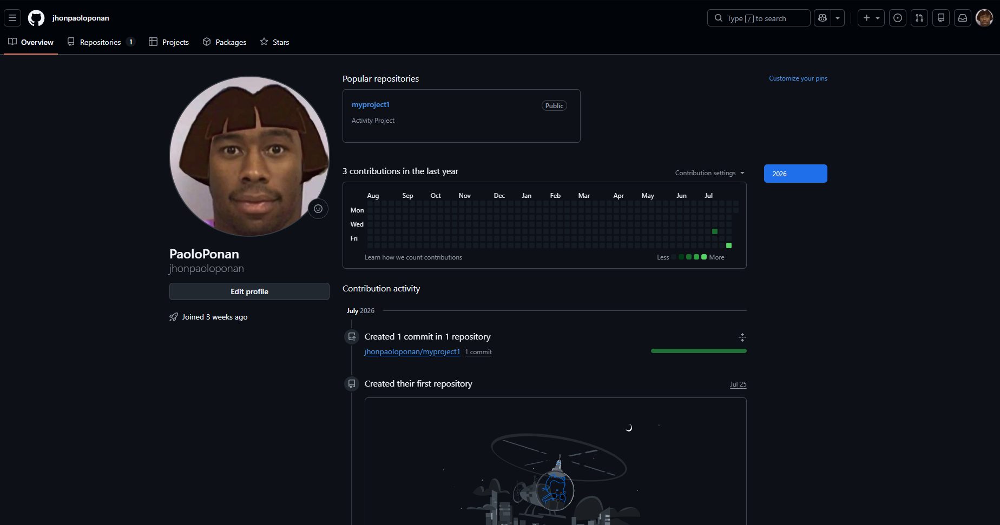 jhonpaoloponan
Type / to search
Overview
Repositories 1
Projects
Packages
Stars
PaoloPonan
jhonpaoloponan
Edit profile
Joined 3 weeks ago
Popular repositories
Customize your pins
myproject1
Public
Activity Project
3 contributions in the last year
Contribution settings
2026
Aug Sep Oct Nov Dec Jan Feb Mar Apr May Jun Jul
Mon
Wed
Fri
Learn how we count contributions
Less More
Contribution activity
July 2026
Created 1 commit in 1 repository
jhonpaoloponan/myproject1 1 commit
Created their first repository
Jul 25